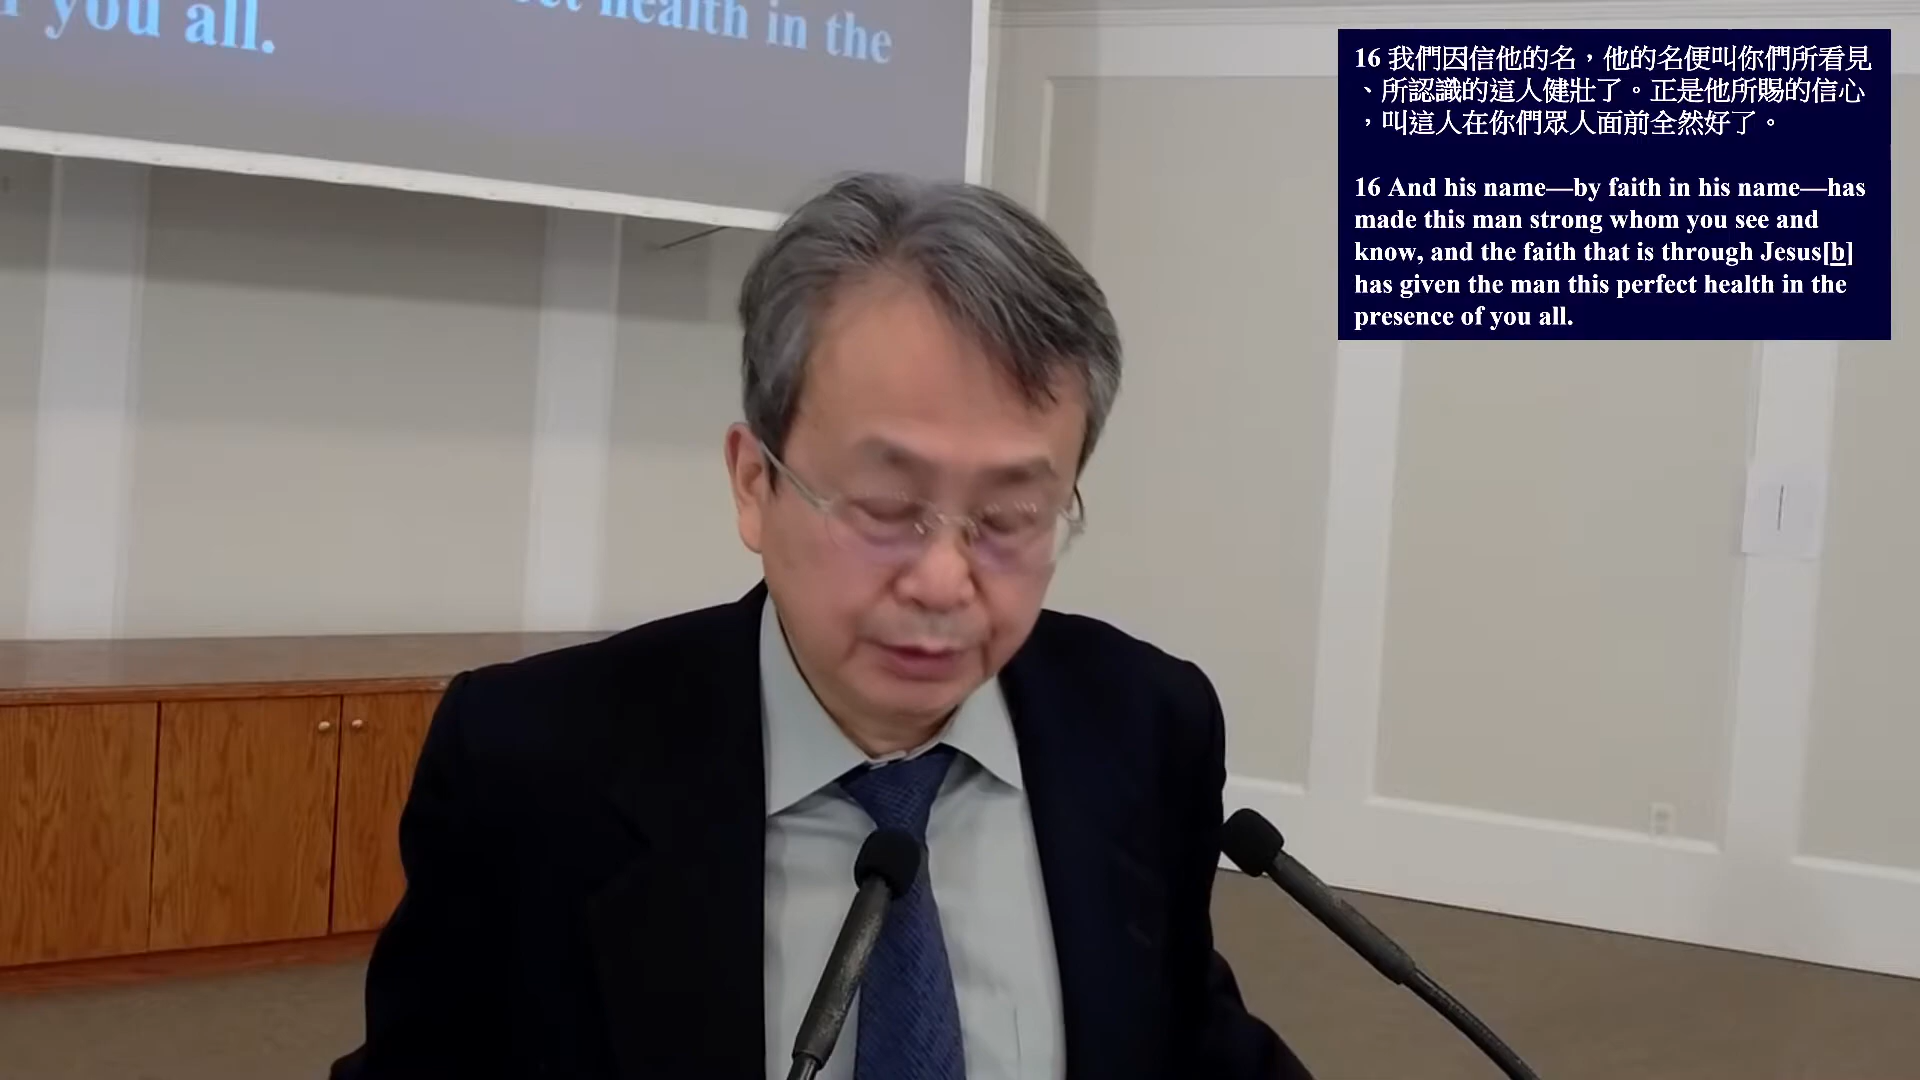 you all.
perfect health in the
16 我們因信他的名，他的名便叫你們所看見
、所認識的這人健壯了。正是他所賜的信心
，叫這人在你們眾人面前全然好了。
16 And his name—by faith in his name—has
made this man strong whom you see and
know, and the faith that is through Jesus[b]
has given the man this perfect health in the
presence of you all.